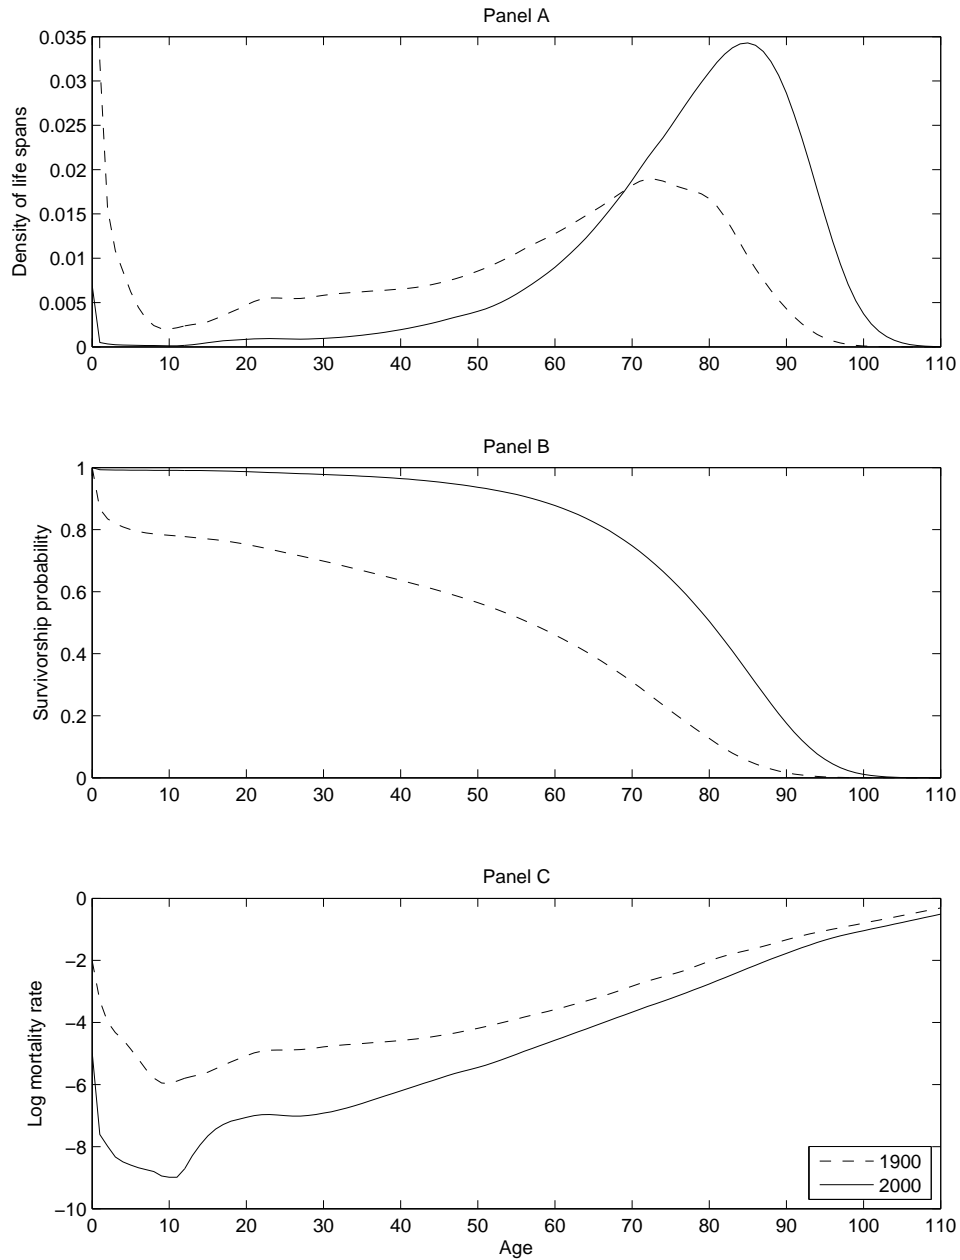 Panel A
0.035
0.03
0.025
0.02
0.015
0.01
0.005
0
Density of life spans
0 10 20 30 40 50 60 70 80 90 100 110
Panel B
1
0.8
0.6
0.4
0.2
0
Survivorship probability
0 10 20 30 40 50 60 70 80 90 100 110
Panel C
0
−2
−4
−6
−8
−10
Log mortality rate
1900
2000
0 10 20 30 40 50 60 70 80 90 100 110
Age